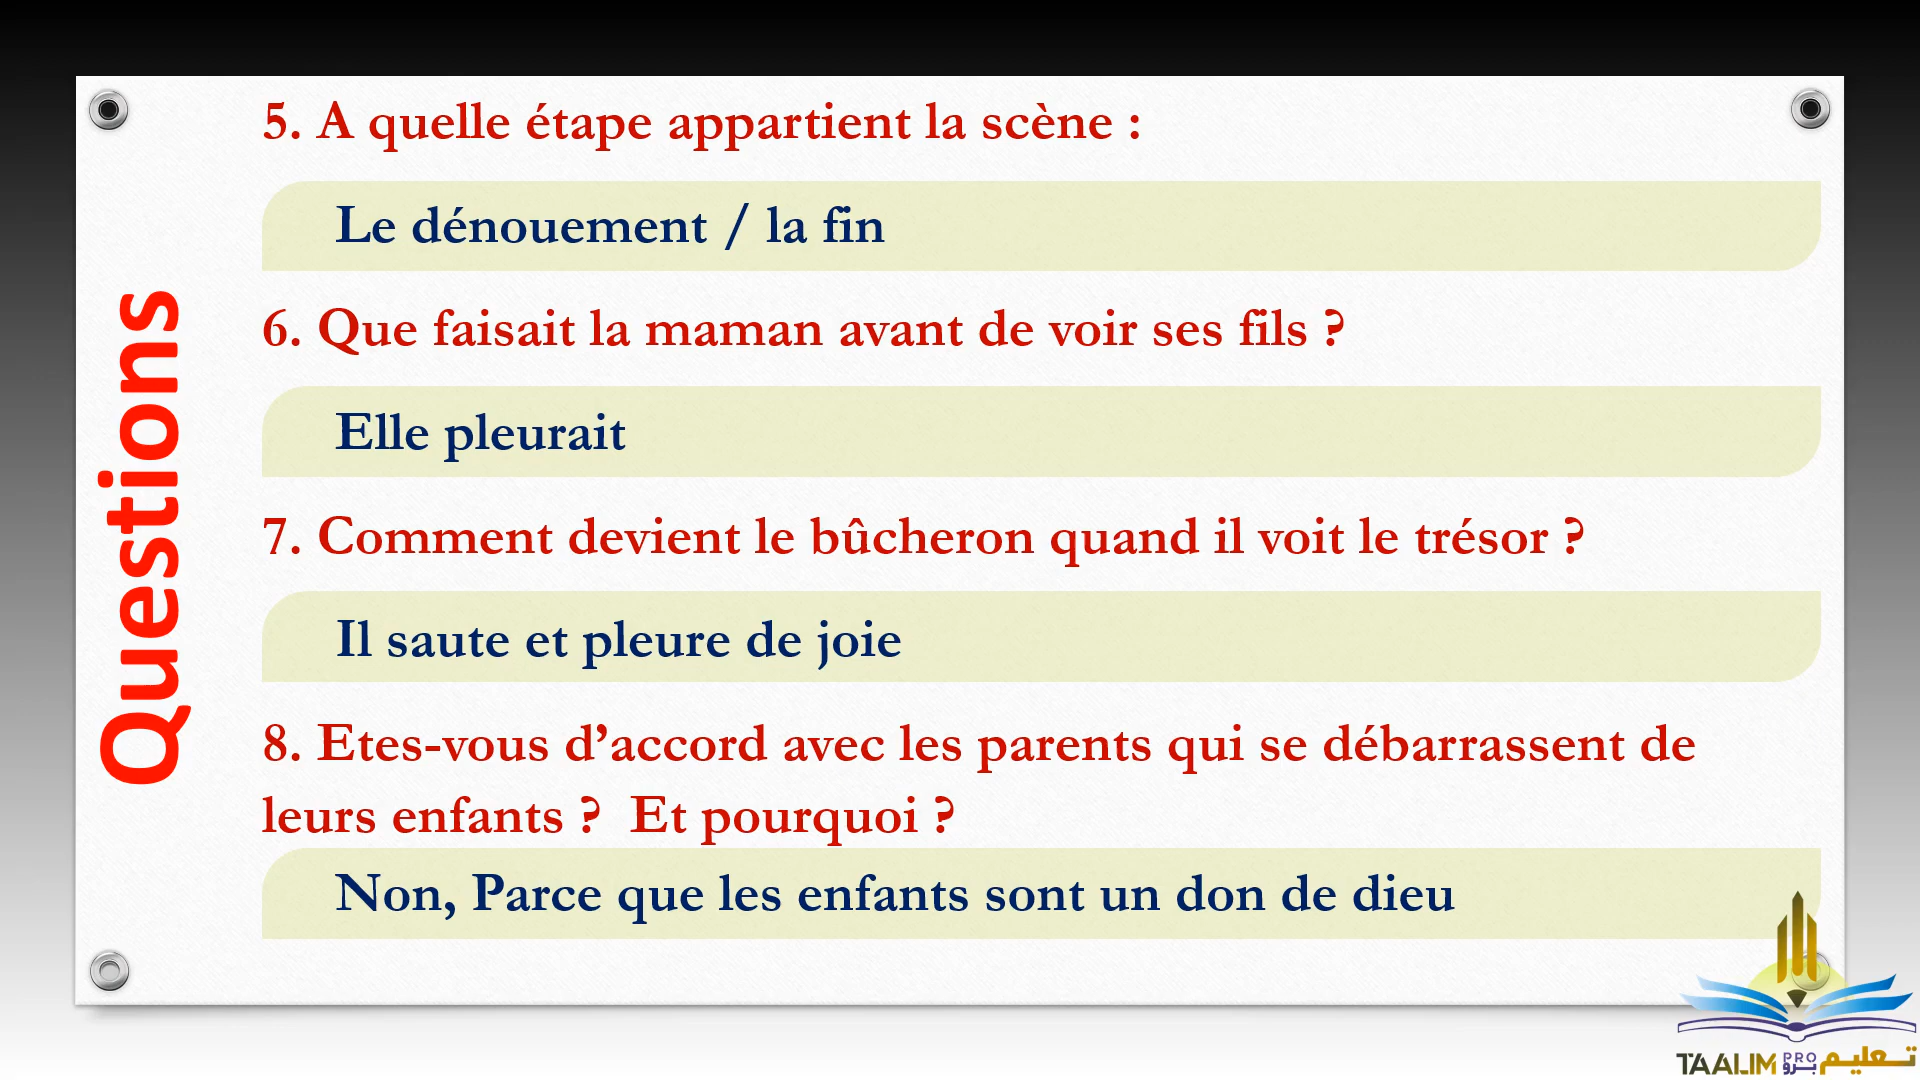 Questions
5. A quelle étape appartient la scène :
Le dénouement / la fin
6. Que faisait la maman avant de voir ses fils ?
Elle pleurait
7. Comment devient le bûcheron quand il voit le trésor ?
Il saute et pleure de joie
8. Etes-vous d’accord avec les parents qui se débarrassent de
leurs enfants ? Et pourquoi ?
Non, Parce que les enfants sont un don de dieu
TAALIM PRO تعليم برو